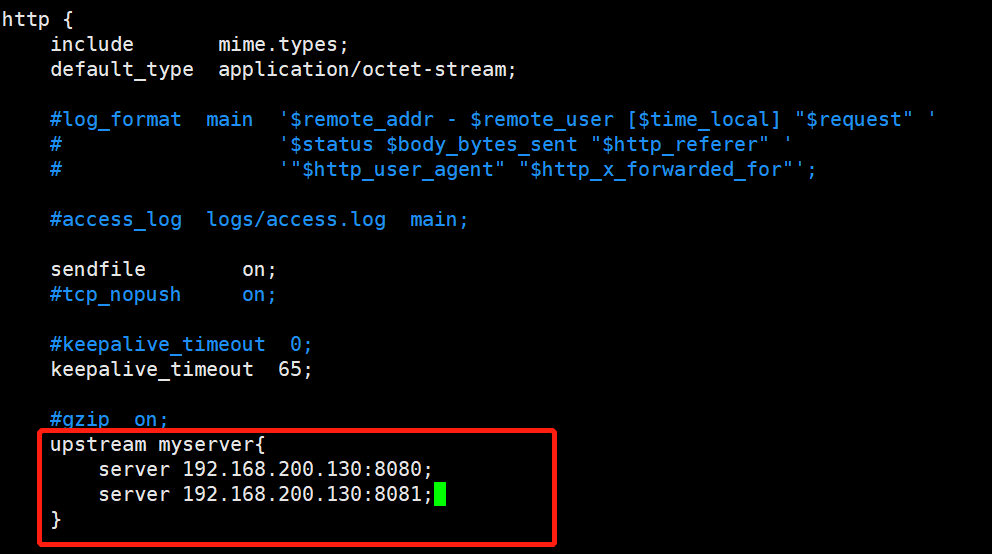 http {
    include       mime.types;
    default_type  application/octet-stream;
    #log_format  main  '$remote_addr - $remote_user [$time_local] "$request" '
    #                  '$status $body_bytes_sent "$http_referer" '
    #                  '"$http_user_agent" "$http_x_forwarded_for"';
    #access_log  logs/access.log  main;
    sendfile        on;
    #tcp_nopush     on;
    #keepalive_timeout  0;
    keepalive_timeout  65;
    #gzip  on;
    upstream myserver{
        server 192.168.200.130:8080;
        server 192.168.200.130:8081;
    }